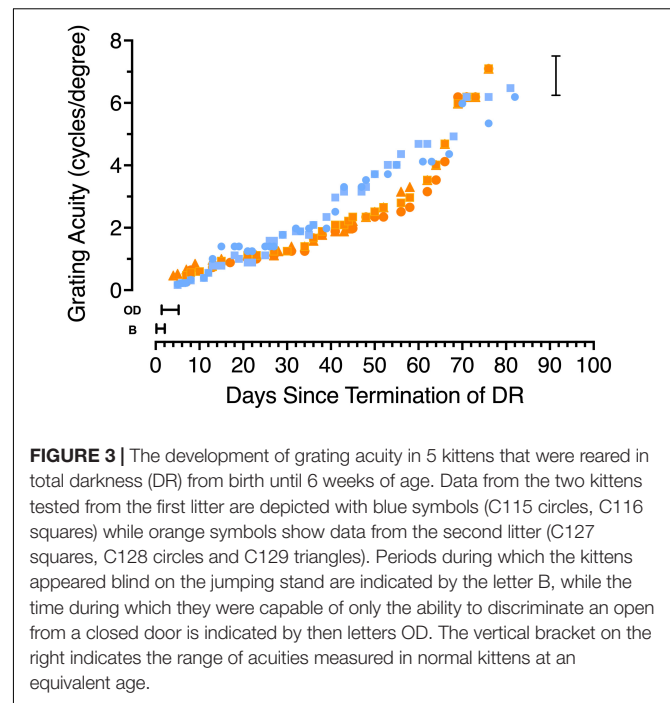 8
6
4
2
0
Grating Acuity (cycles/degree)
OD
B
0 10 20 30 40 50 60 70 80 90 100
Days Since Termination of DR
FIGURE 3 | The development of grating acuity in 5 kittens that were reared in
total darkness (DR) from birth until 6 weeks of age. Data from the two kittens
tested from the first litter are depicted with blue symbols (C115 circles, C116
squares) while orange symbols show data from the second litter (C127
squares, C128 circles and C129 triangles). Periods during which the kittens
appeared blind on the jumping stand are indicated by the letter B, while the
time during which they were capable of only the ability to discriminate an open
from a closed door is indicated by then letters OD. The vertical bracket on the
right indicates the range of acuities measured in normal kittens at an
equivalent age.